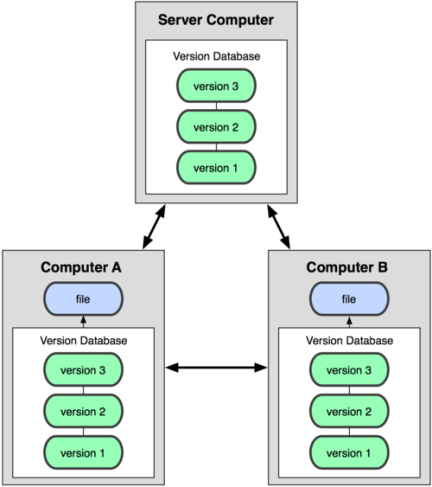 Server Computer
Version Database
version 3
version 2
version 1
Computer A
file
Version Database
version 3
version 2
version 1
Computer B
file
Version Database
version 3
version 2
version 1